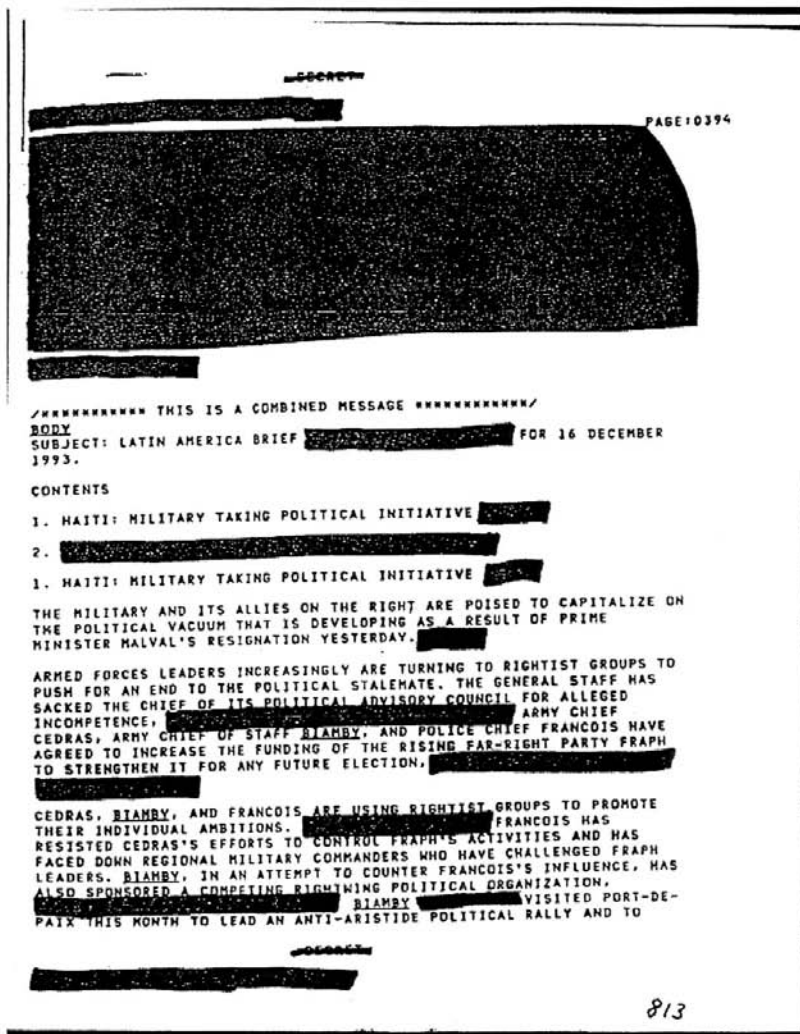 SECRET
PAGE:0394
/*********** THIS IS A COMBINED MESSAGE ************/
BODY
SUBJECT: LATIN AMERICA BRIEF FOR 16 DECEMBER
1993.
CONTENTS
1. HAITI: MILITARY TAKING POLITICAL INITIATIVE
2.
1. HAITI: MILITARY TAKING POLITICAL INITIATIVE
THE MILITARY AND ITS ALLIES ON THE RIGHT ARE POISED TO CAPITALIZE ON
THE POLITICAL VACUUM THAT IS DEVELOPING AS A RESULT OF PRIME
MINISTER MALVAL'S RESIGNATION YESTERDAY.
ARMED FORCES LEADERS INCREASINGLY ARE TURNING TO RIGHTIST GROUPS TO
PUSH FOR AN END TO THE POLITICAL STALEMATE. THE GENERAL STAFF HAS
SACKED THE CHIEF OF ITS POLITICAL ADVISORY COUNCIL FOR ALLEGED
INCOMPETENCE, ARMY CHIEF
CEDRAS, ARMY CHIEF OF STAFF BIAMBY, AND POLICE CHIEF FRANCOIS HAVE
AGREED TO INCREASE THE FUNDING OF THE RISING FAR-RIGHT PARTY FRAPH
TO STRENGTHEN IT FOR ANY FUTURE ELECTION,
CEDRAS, BIAMBY, AND FRANCOIS ARE USING RIGHTIST GROUPS TO PROMOTE
THEIR INDIVIDUAL AMBITIONS. FRANCOIS HAS
RESISTED CEDRAS'S EFFORTS TO CONTROL FRAPH'S ACTIVITIES AND HAS
FACED DOWN REGIONAL MILITARY COMMANDERS WHO HAVE CHALLENGED FRAPH
LEADERS. BIAMBY, IN AN ATTEMPT TO COUNTER FRANCOIS'S INFLUENCE, HAS
ALSO SPONSORED A COMPETING RIGHTWING POLITICAL ORGANIZATION,
BIAMBY VISITED PORT-DE-
PAIX THIS MONTH TO LEAD AN ANTI-ARISTIDE POLITICAL RALLY AND TO
SECRET
813